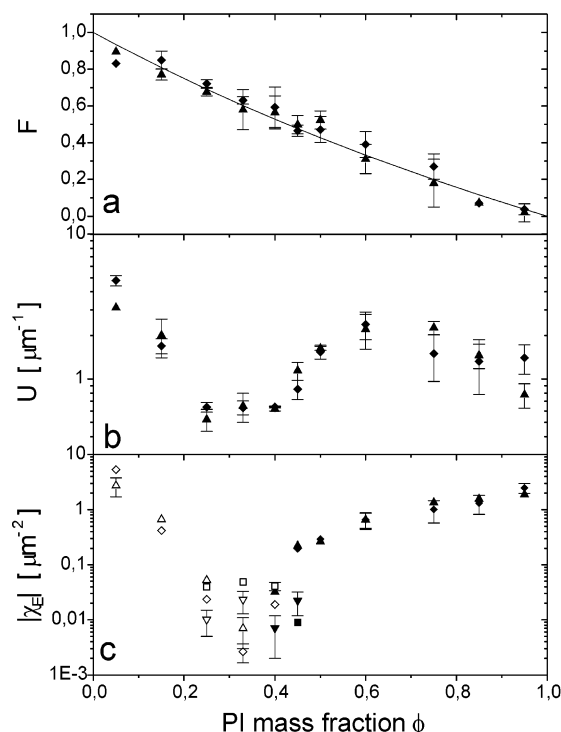 1,0
0,8
0,6
0,4
0,2
0,0
F
a
10
1
U [ µm⁻¹]
b
10
1
0,1
0,01
1E-3
|χE| [ µm⁻²]
c
0,0 0,2 0,4 0,6 0,8 1,0
PI mass fraction ϕ